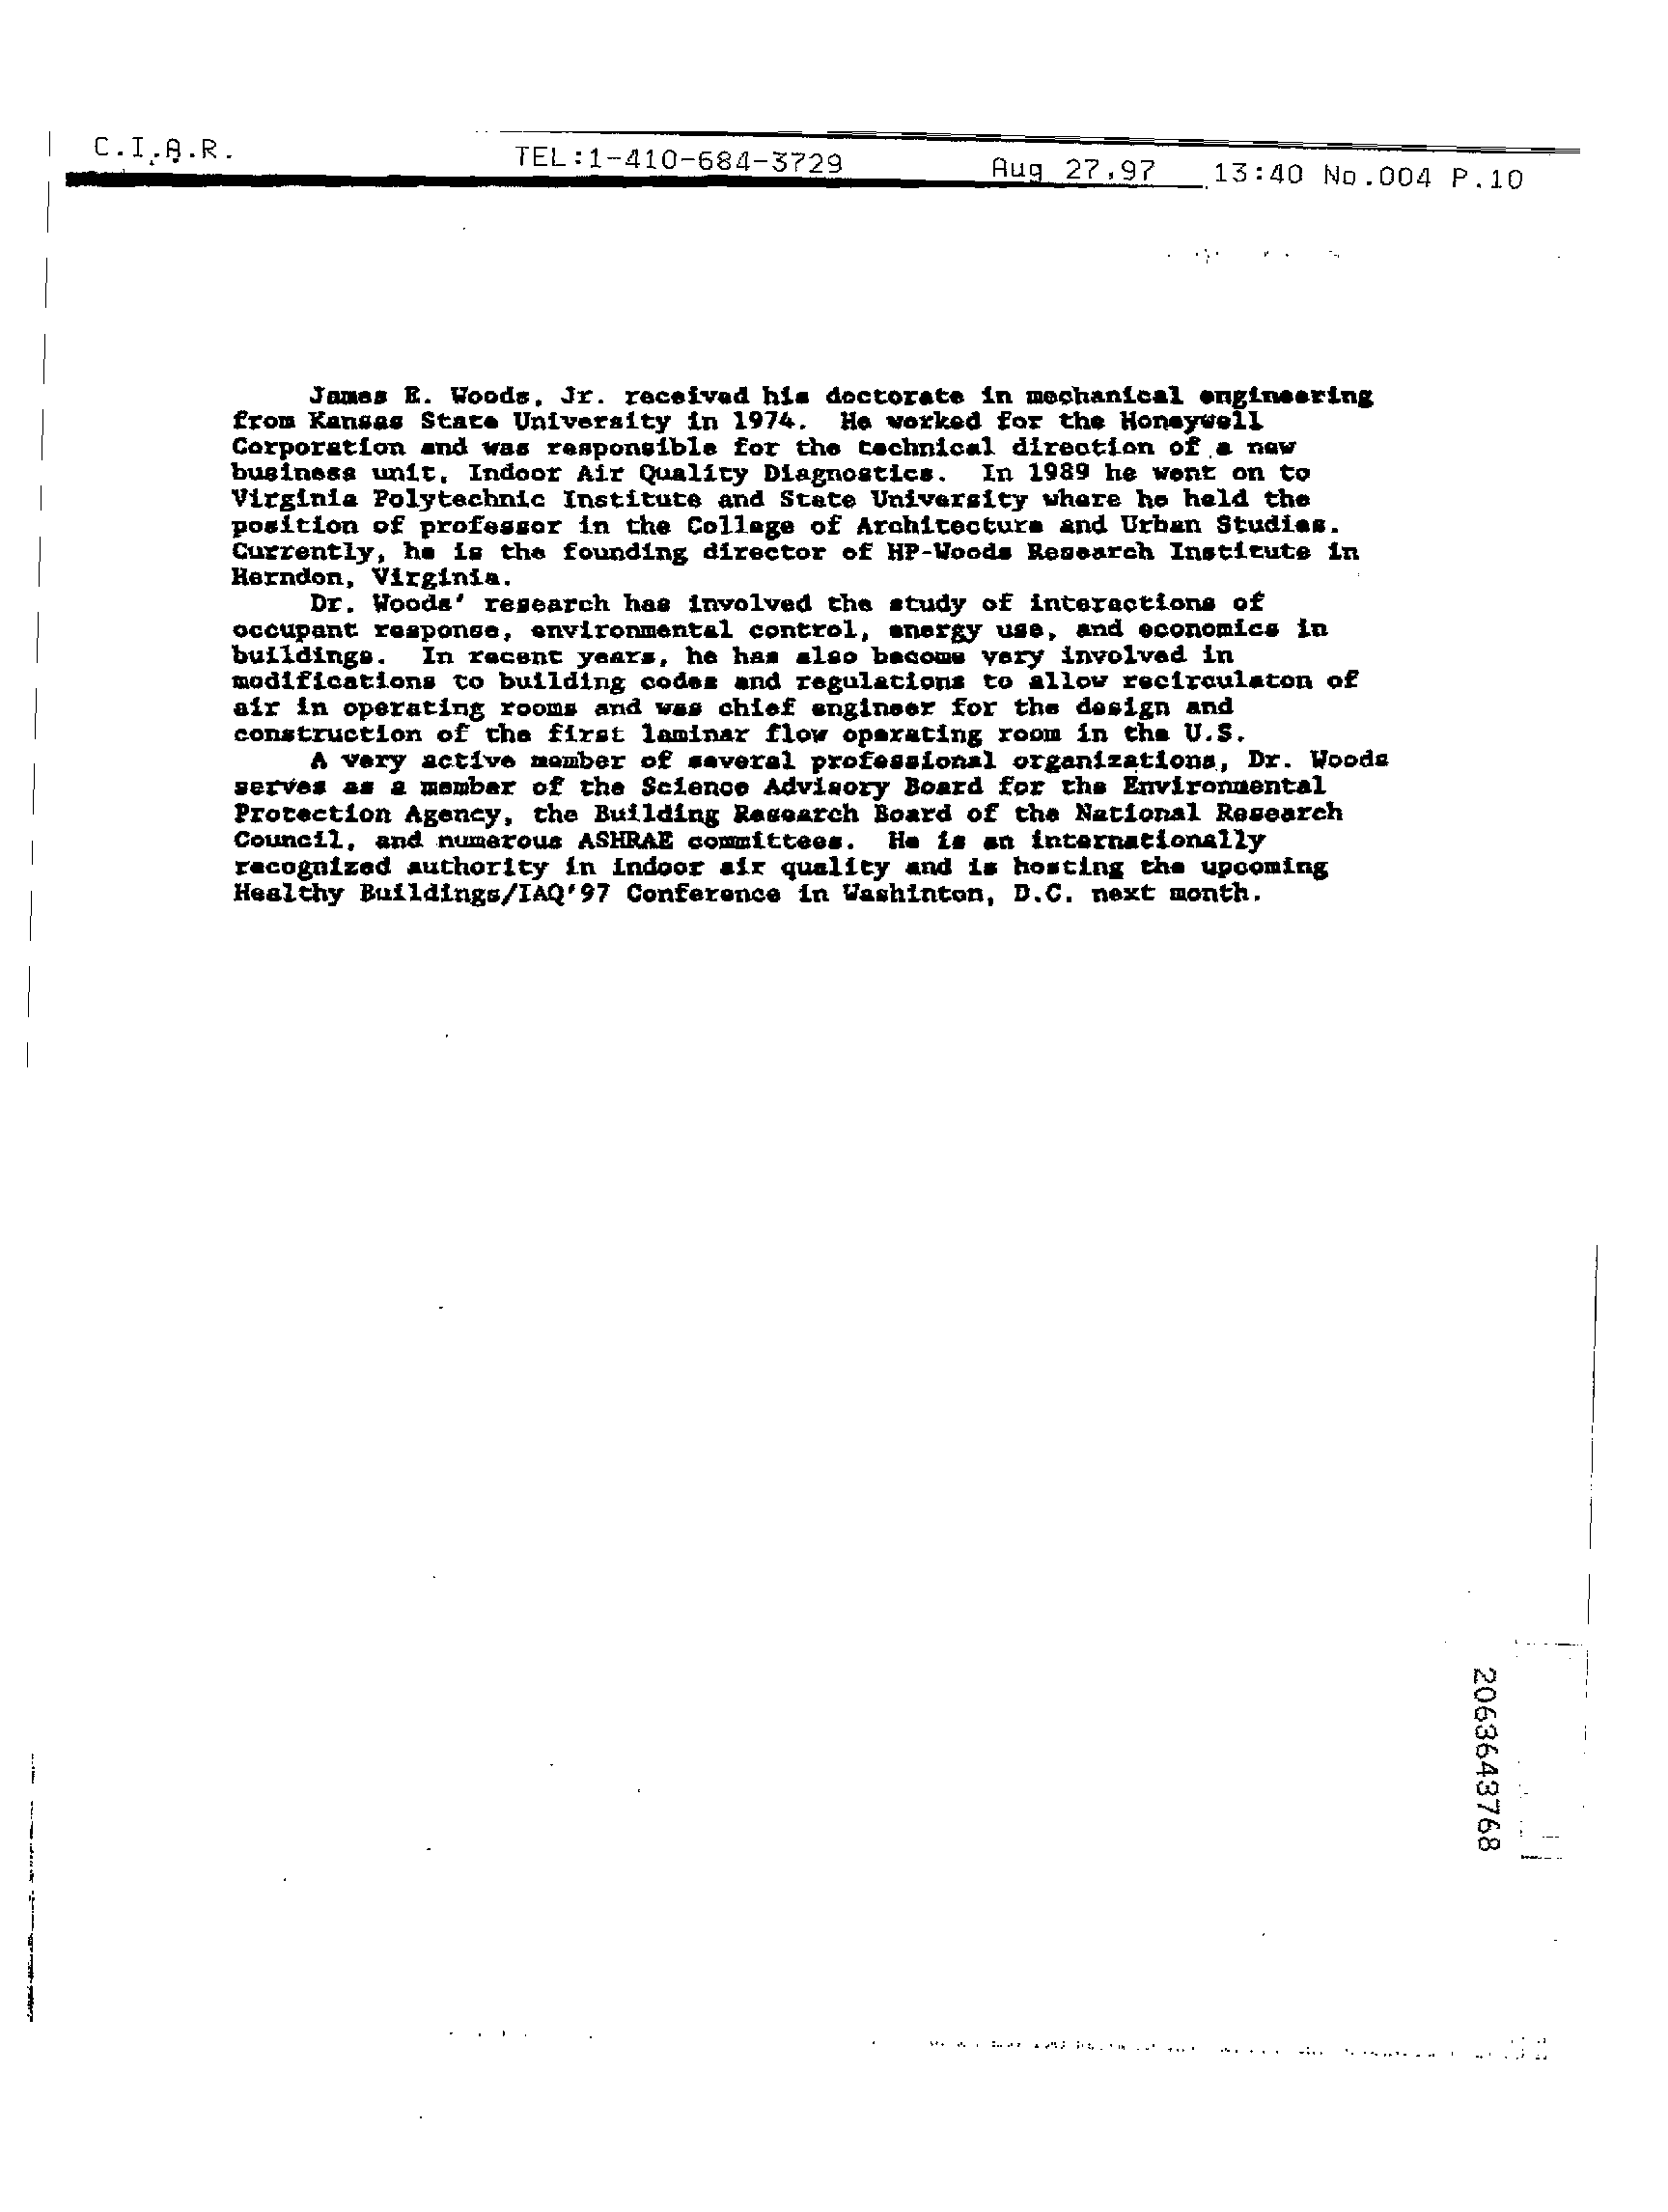 C.I.A.R. TEL:1-410-684-3729 Aug 27,97 13:40 No.004 P.10
James E. Woods, Jr. received his doctorate in mechanical engineering
from Kansas State University in 1974. He worked for the Honeywell
Corporation and was responsible for the technical direction of a new
business unit, Indoor Air Quality Diagnostics. In 1989 he went on to
Virginia Polytechnic Institute and State University where he held the
position of professor in the College of Architecture and Urban Studies.
Currently, he is the founding director of HP-Woods Research Institute in
Herndon, Virginia.
Dr. Woods' research has involved the study of interactions of
occupant response, environmental control, energy use, and economics in
buildings. In recent years, he has also become very involved in
modifications to building codes and regulations to allow recirculaton of
air in operating rooms and was chief engineer for the design and
construction of the first laminar flow operating room in the U.S.
A very active member of several professional organizations, Dr. Woods
serves as a member of the Science Advisory Board for the Environmental
Protection Agency, the Building Research Board of the National Research
Council, and numerous ASHRAE committees. He is an internationally
recognized authority in indoor air quality and is hosting the upcoming
Healthy Buildings/IAQ'97 Conference in Washinton, D.C. next month.
2063643768